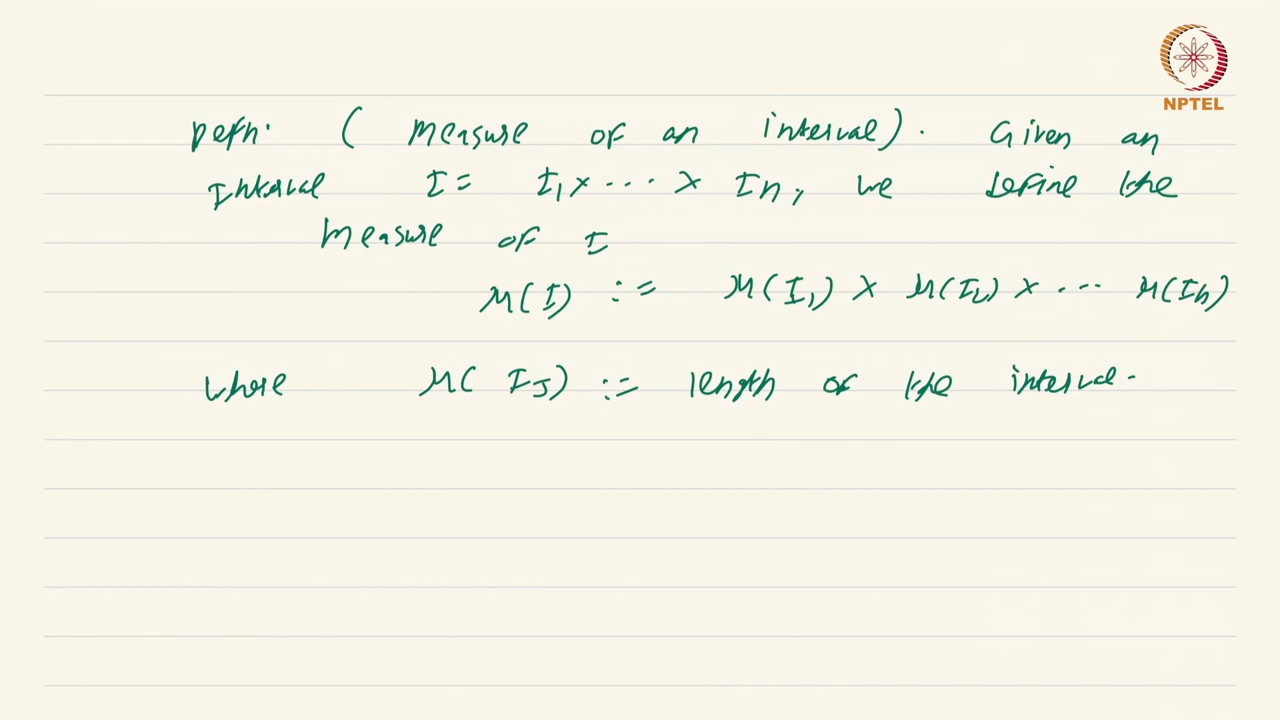 NPTEL
Defn. (Measure of an interval). Given an
Interval I = I₁ × ... × In, we define the
measure of I
μ(I) := μ(I₁) × μ(I₂) × ... μ(In)
where μ(IJ) := length of the interval.